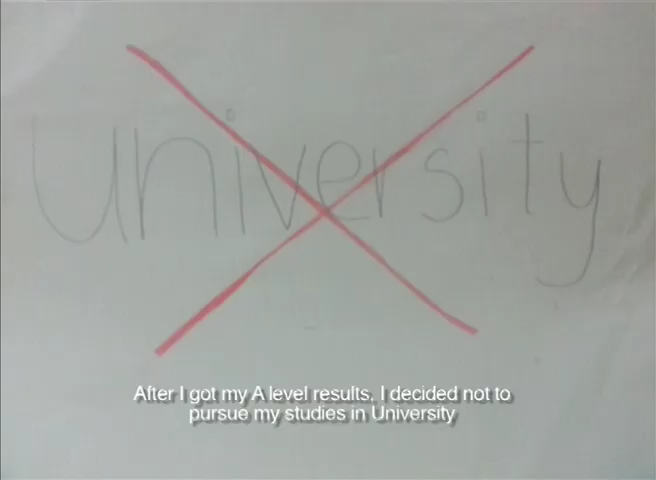 university
After I got my A level results, I decided not to
pursue my studies in University